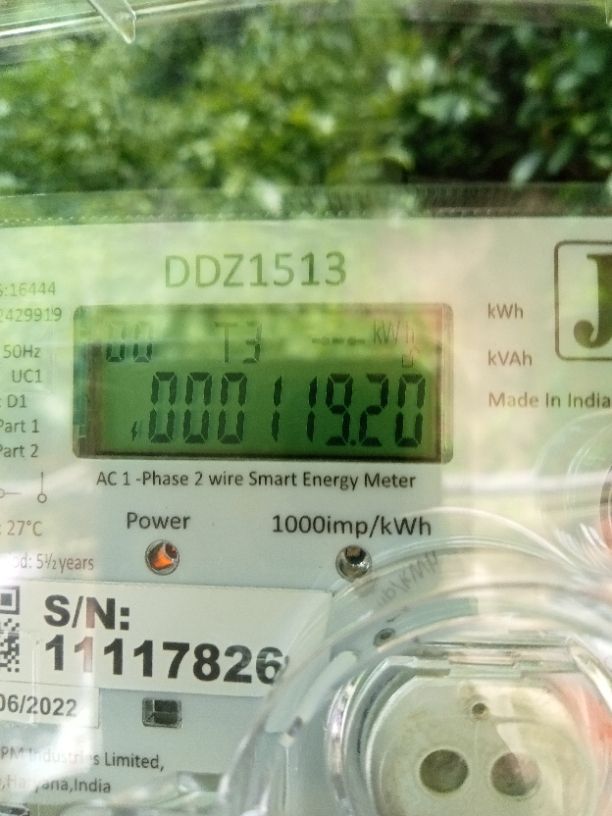 DDZ1513
:16444
2429919
kWh
J
50Hz
00 T3 kWh
kVAh
UC1
000119.20
: D1
Made In India
Part 1
Part 2
AC 1 -Phase 2 wire Smart Energy Meter
: 27°C
Power
1000imp/kWh
d: 5½years
S/N:
11117826
06/2022
PM Industries Limited,
Haryana,India